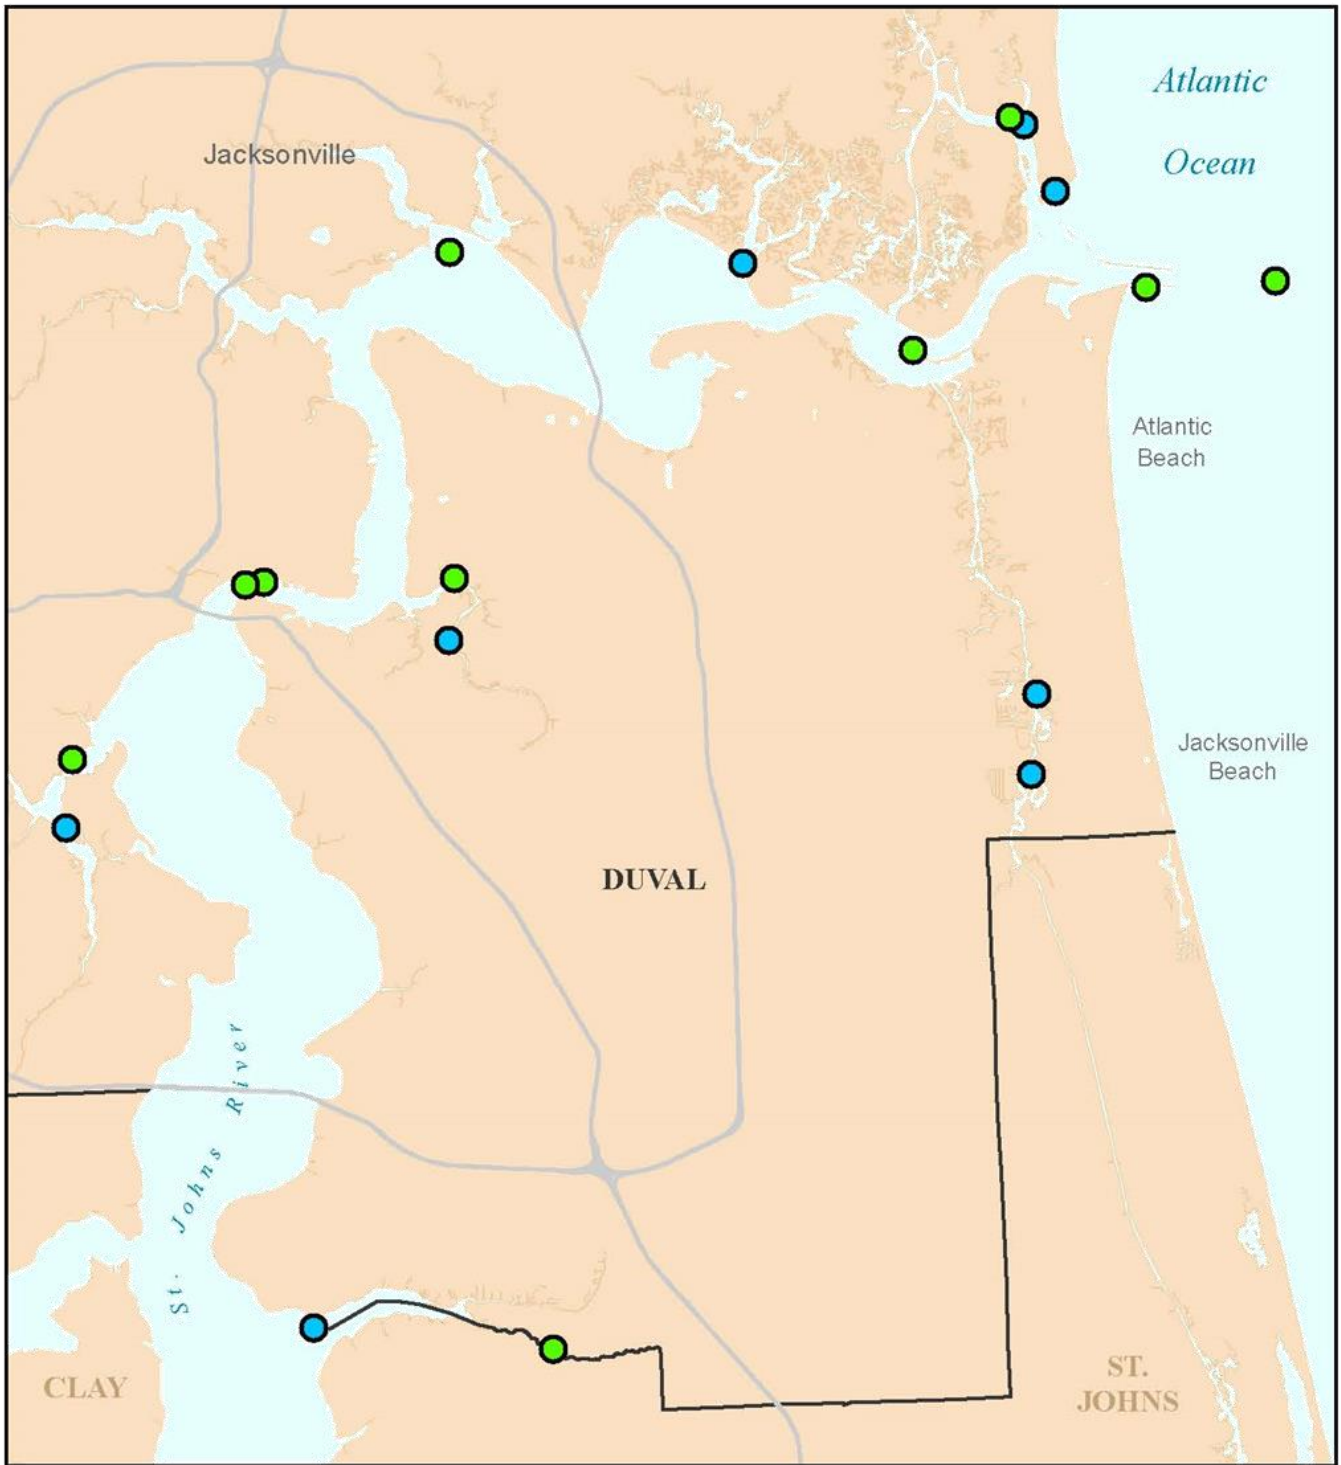 Atlantic
Ocean
Jacksonville
Atlantic
Beach
Jacksonville
Beach
DUVAL
St. Johns River
CLAY
ST.
JOHNS